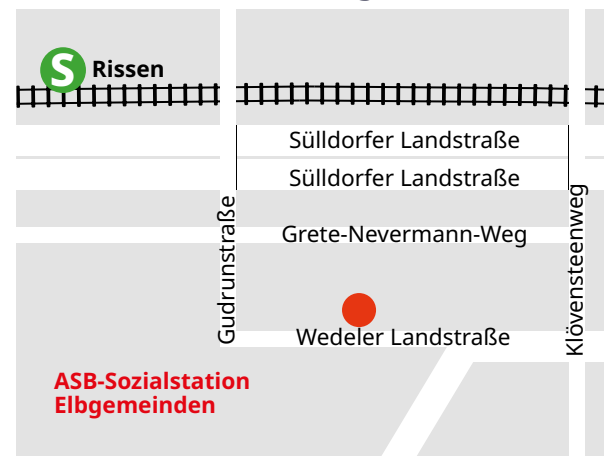 S Rissen
Sülldorfer Landstraße
Sülldorfer Landstraße
Gudrunstraße
Klövensteenweg
Grete-Nevermann-Weg
Wedeler Landstraße
ASB-Sozialstation
Elbgemeinden